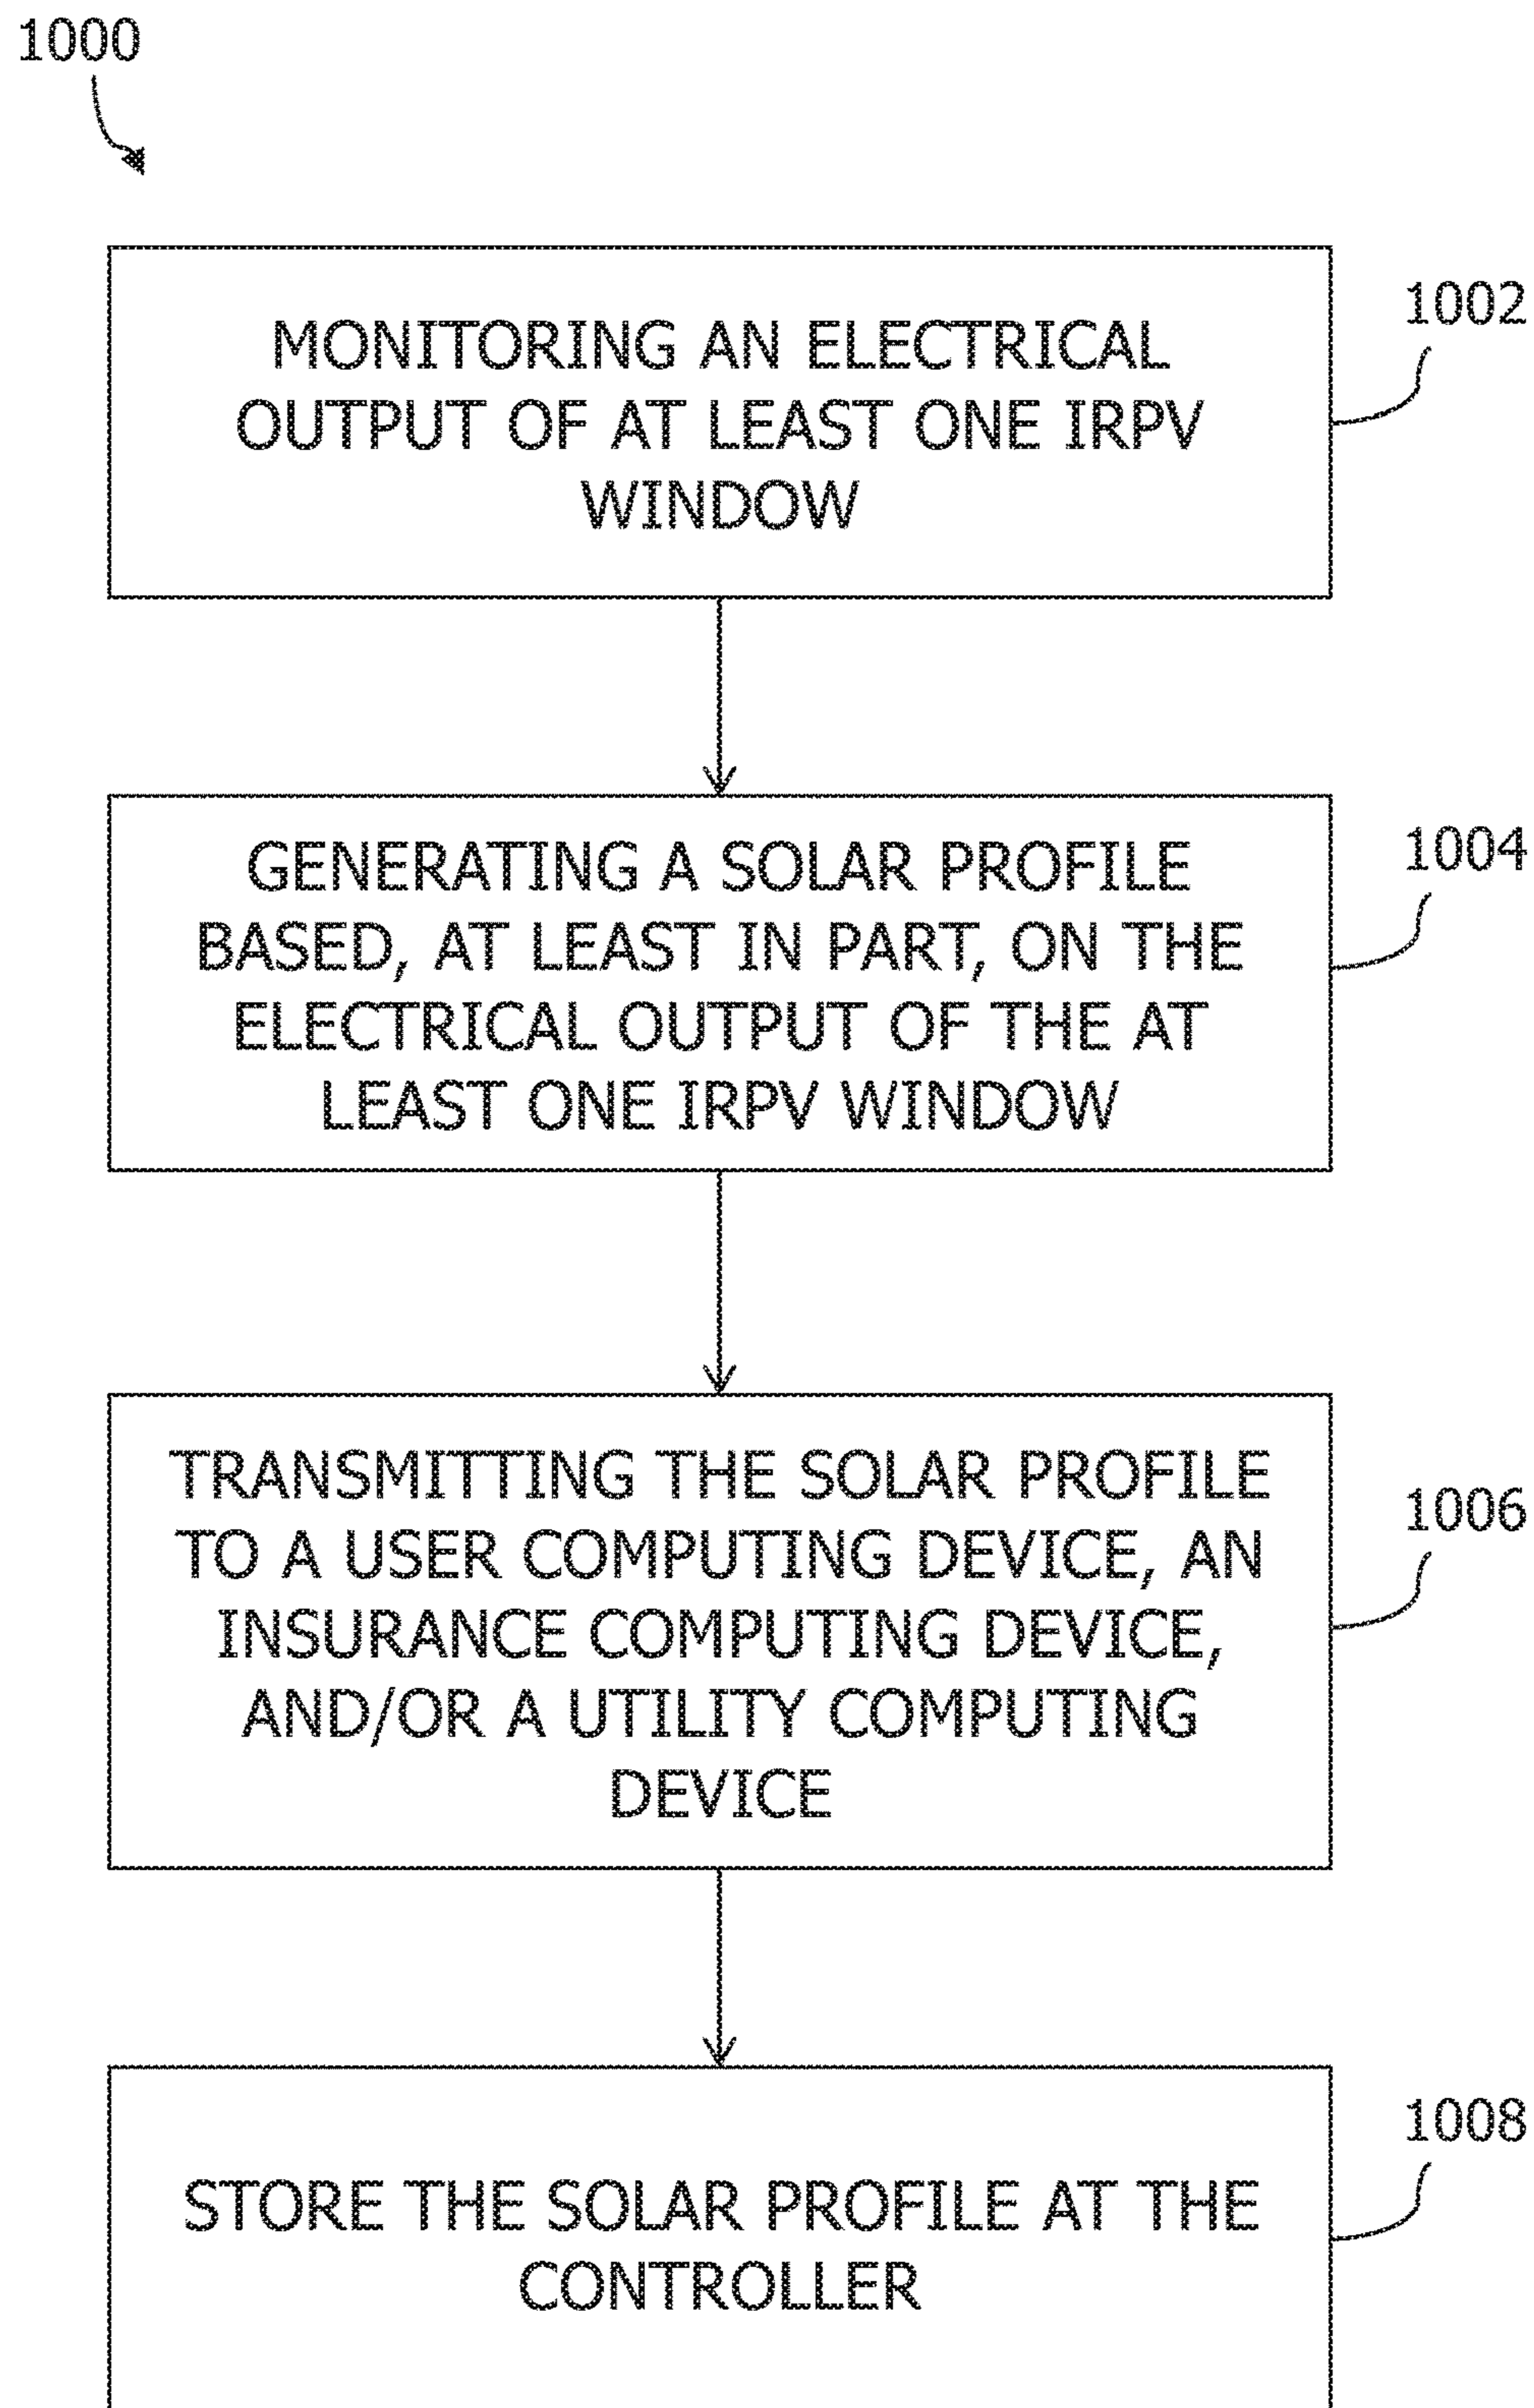 1000
MONITORING AN ELECTRICAL
OUTPUT OF AT LEAST ONE IRPV
WINDOW
1002
GENERATING A SOLAR PROFILE
BASED, AT LEAST IN PART, ON THE
ELECTRICAL OUTPUT OF THE AT
LEAST ONE IRPV WINDOW
1004
TRANSMITTING THE SOLAR PROFILE
TO A USER COMPUTING DEVICE, AN
INSURANCE COMPUTING DEVICE,
AND/OR A UTILITY COMPUTING
DEVICE
1006
STORE THE SOLAR PROFILE AT THE
CONTROLLER
1008